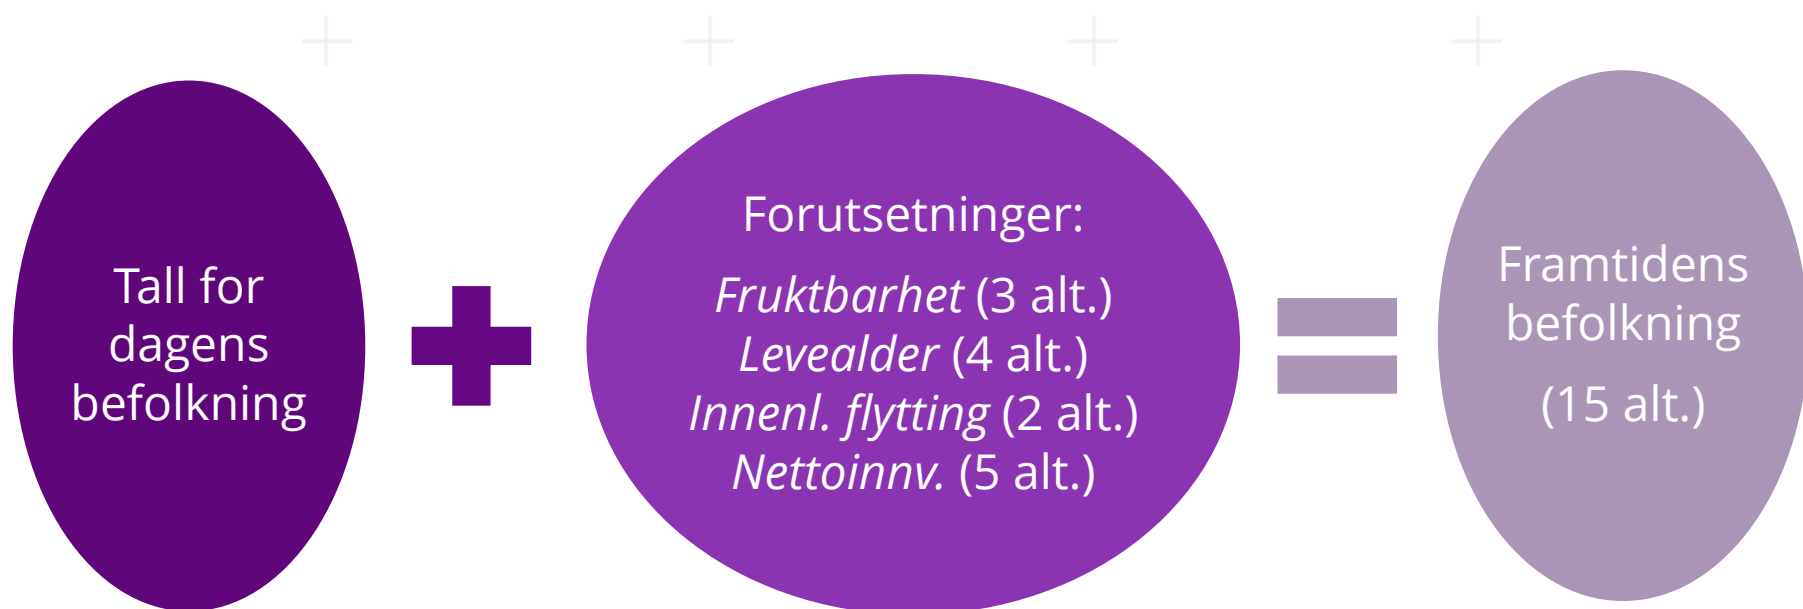 Tall for
dagens
befolkning
Forutsetninger:
Fruktbarhet (3 alt.)
Levealder (4 alt.)
Innenl. flytting (2 alt.)
Nettoinnv. (5 alt.)
Framtidens
befolkning
(15 alt.)